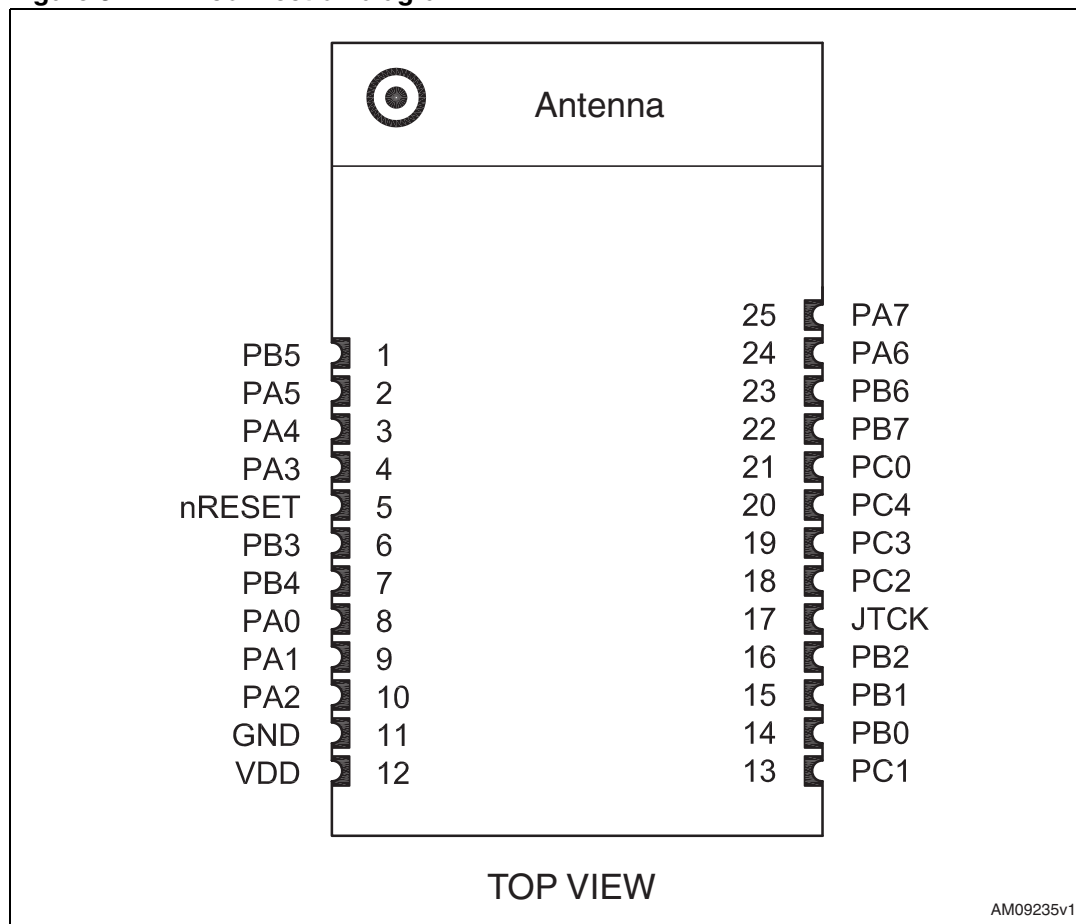 Antenna
25 PA7
PB5 1 24 PA6
PA5 2 23 PB6
PA4 3 22 PB7
PA3 4 21 PC0
nRESET 5 20 PC4
PB3 6 19 PC3
PB4 7 18 PC2
PA0 8 17 JTCK
PA1 9 16 PB2
PA2 10 15 PB1
GND 11 14 PB0
VDD 12 13 PC1
TOP VIEW
AM09235v1